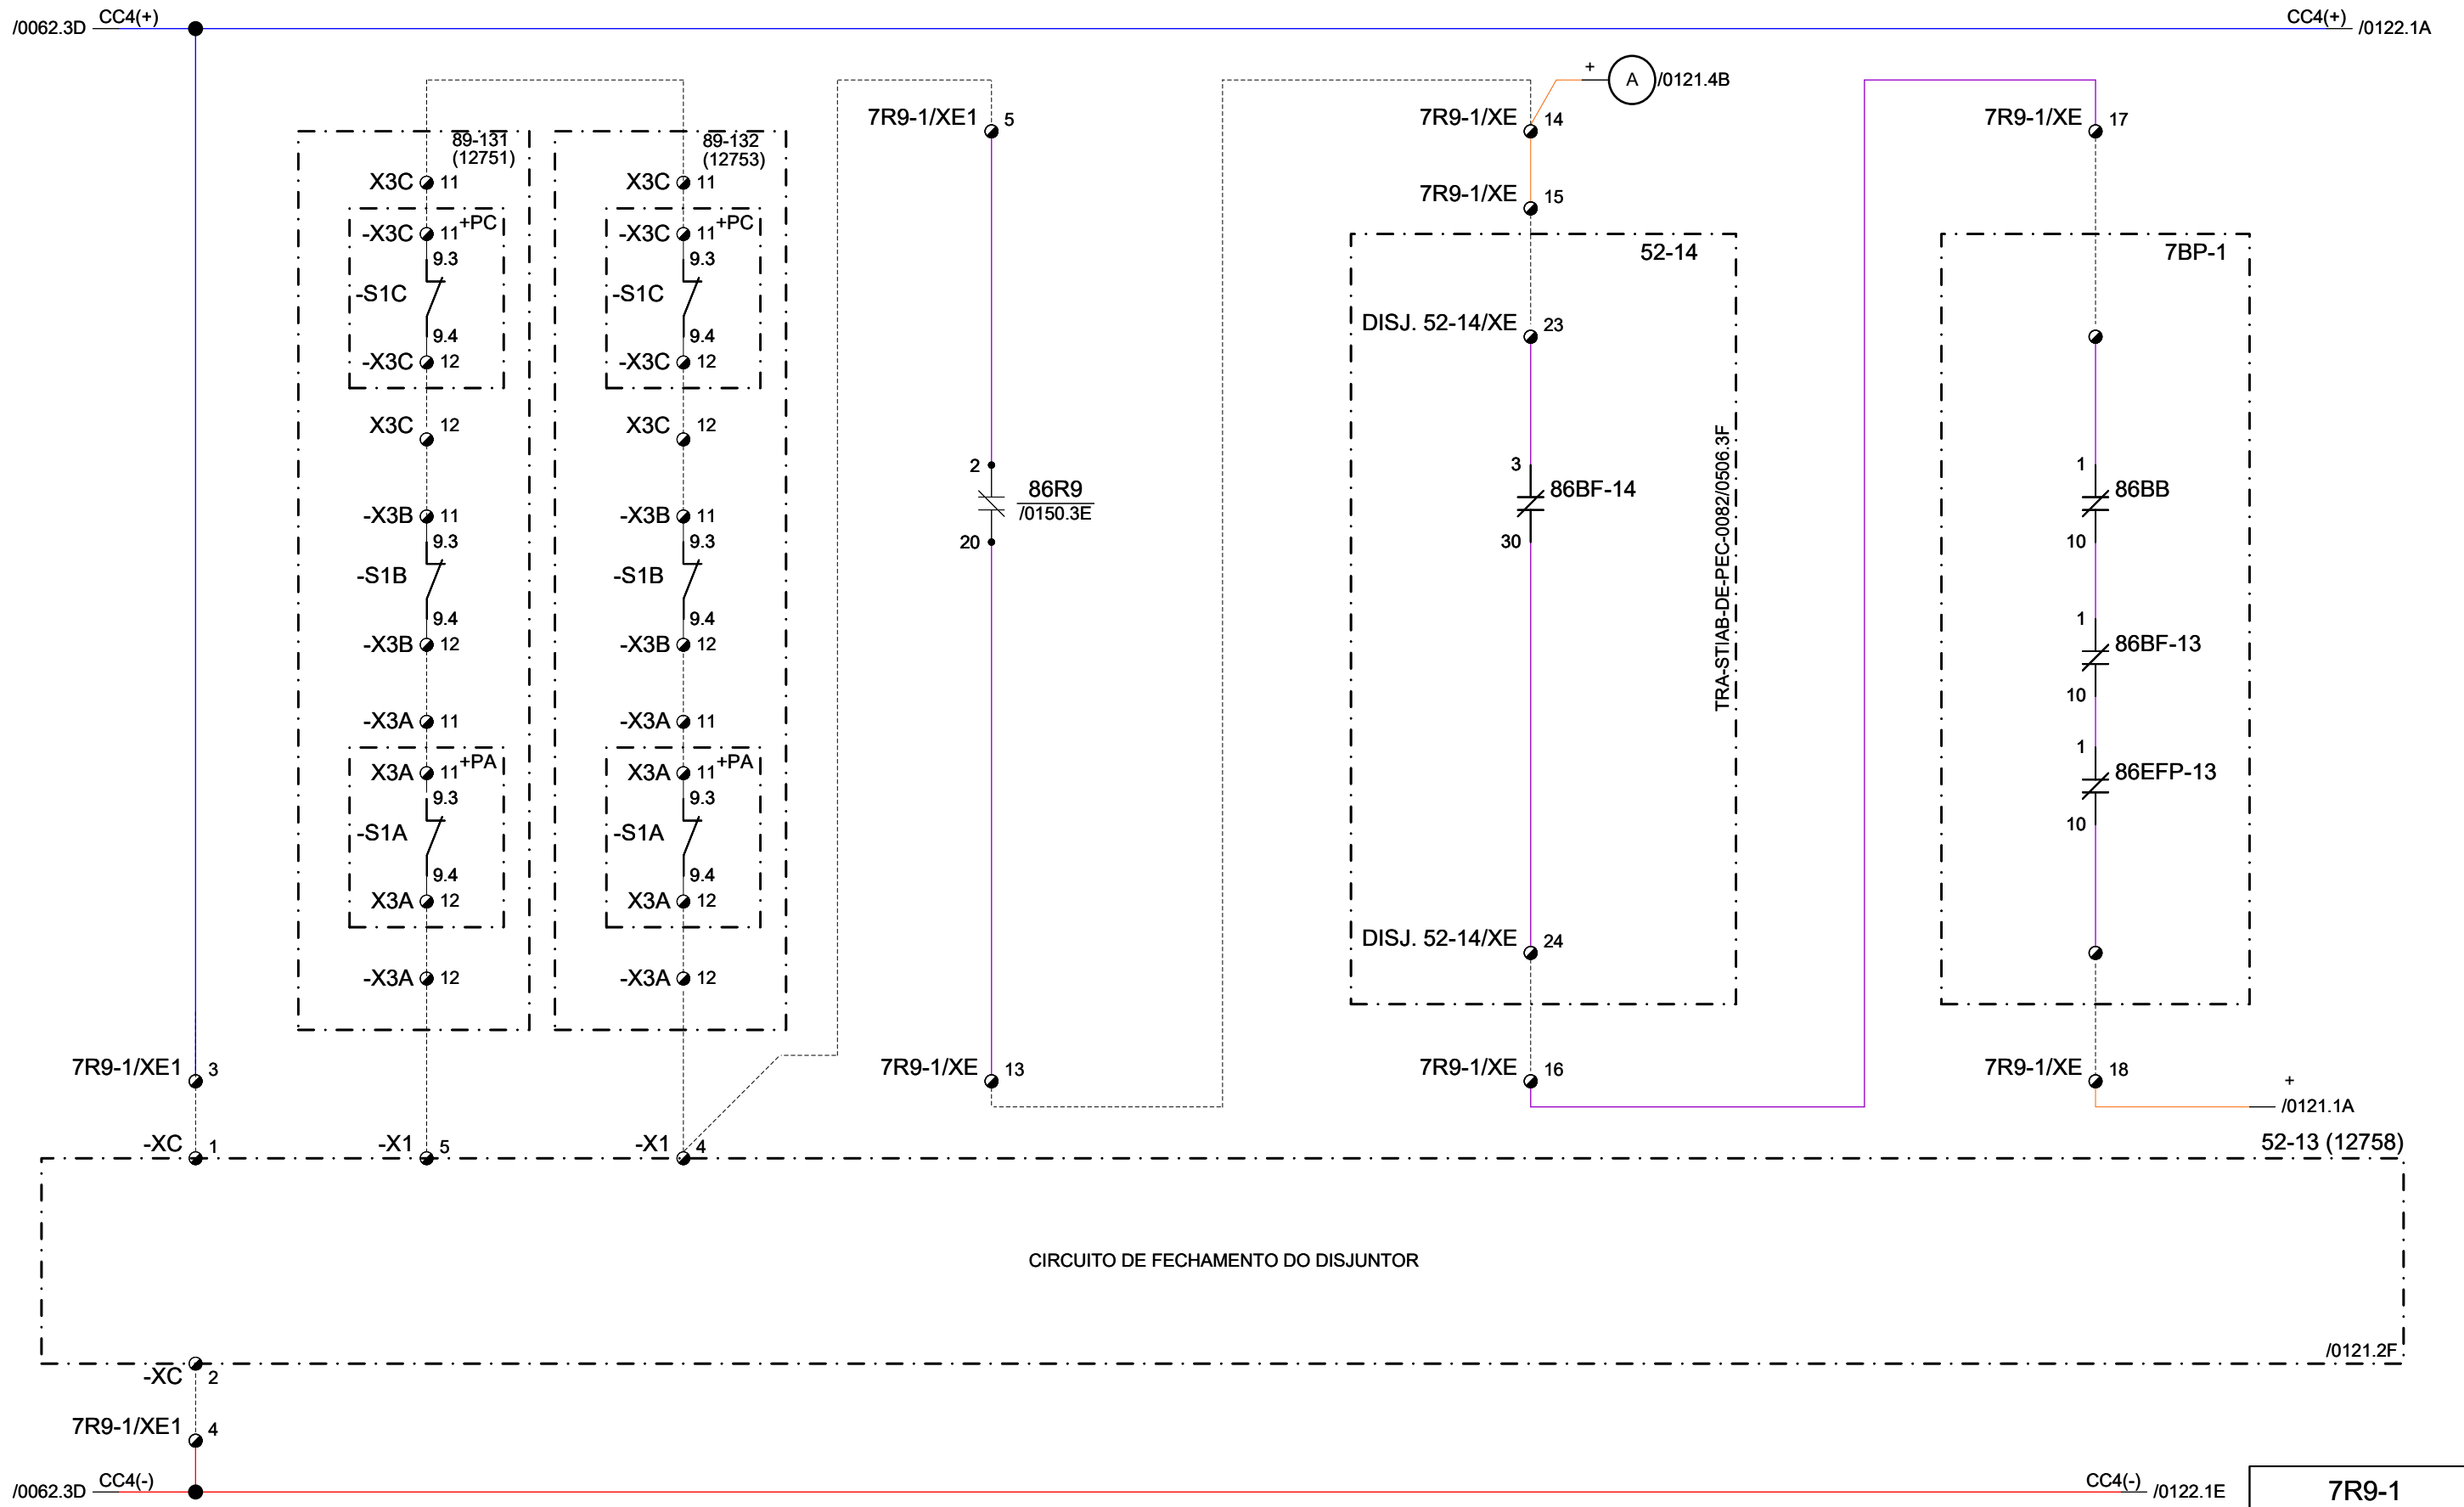 CC4(+)
/0062.3D
CC4(+)
/0122.1A
+
A
/0121.4B
89-131
(12751)
X3C 11
+PC
-X3C 11
9.3
-S1C
9.4
-X3C 12
X3C 12
-X3B 11
9.3
-S1B
9.4
-X3B 12
-X3A 11
+PA
X3A 11
9.3
-S1A
9.4
X3A 12
-X3A 12
89-132
(12753)
X3C 11
+PC
-X3C 11
9.3
-S1C
9.4
-X3C 12
X3C 12
-X3B 11
9.3
-S1B
9.4
-X3B 12
-X3A 11
+PA
X3A 11
9.3
-S1A
9.4
X3A 12
-X3A 12
7R9-1/XE1 5
2
86R9
/0150.3E
20
7R9-1/XE 13
7R9-1/XE 14
7R9-1/XE 15
52-14
DISJ. 52-14/XE 23
3
86BF-14
30
TRA-STIAB-DE-PEC-0082/0506.3F
DISJ. 52-14/XE 24
7R9-1/XE 16
7R9-1/XE 17
7BP-1
1
86BB
10
1
86BF-13
10
1
86EFP-13
10
7R9-1/XE 18
+
/0121.1A
7R9-1/XE1 3
-XC 1
-X1 5
-X1 4
52-13 (12758)
CIRCUITO DE FECHAMENTO DO DISJUNTOR
/0121.2F
-XC 2
7R9-1/XE1 4
CC4(-)
/0062.3D
CC4(-)
/0122.1E
7R9-1